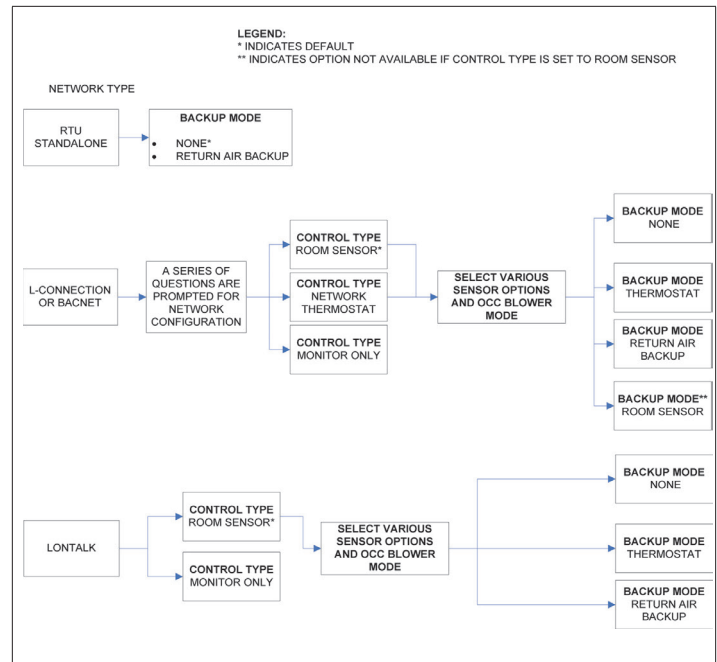 LEGEND:
* INDICATES DEFAULT
** INDICATES OPTION NOT AVAILABLE IF CONTROL TYPE IS SET TO ROOM SENSOR
NETWORK TYPE
RTU
STANDALONE
BACKUP MODE
• NONE*
• RETURN AIR BACKUP
L-CONNECTION
OR BACNET
A SERIES OF
QUESTIONS ARE
PROMPTED FOR
NETWORK
CONFIGURATION
CONTROL TYPE
ROOM SENSOR*
CONTROL TYPE
NETWORK
THERMOSTAT
CONTROL TYPE
MONITOR ONLY
SELECT VARIOUS
SENSOR OPTIONS
AND OCC BLOWER
MODE
BACKUP MODE
NONE
BACKUP MODE
THERMOSTAT
BACKUP MODE
RETURN AIR
BACKUP
BACKUP MODE**
ROOM SENSOR
LONTALK
CONTROL TYPE
ROOM SENSOR*
CONTROL TYPE
MONITOR ONLY
SELECT VARIOUS
SENSOR OPTIONS
AND OCC BLOWER
MODE
BACKUP MODE
NONE
BACKUP MODE
THERMOSTAT
BACKUP MODE
RETURN AIR
BACKUP